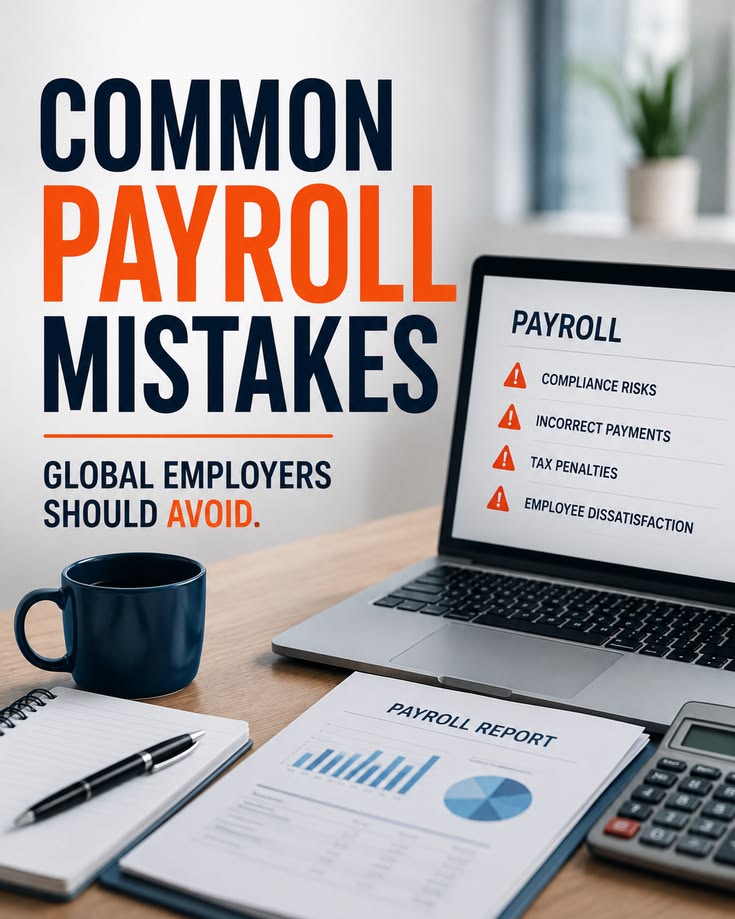 COMMON
PAYROLL
MISTAKES
GLOBAL EMPLOYERS
SHOULD AVOID.
PAYROLL
COMPLIANCE RISKS
INCORRECT PAYMENTS
TAX PENALTIES
EMPLOYEE DISSATISFACTION
PAYROLL REPORT